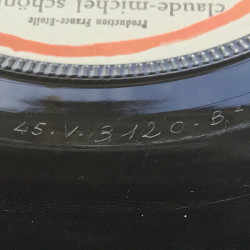 Production France-Etoile
claude-michel schön
45.V.3120.B-